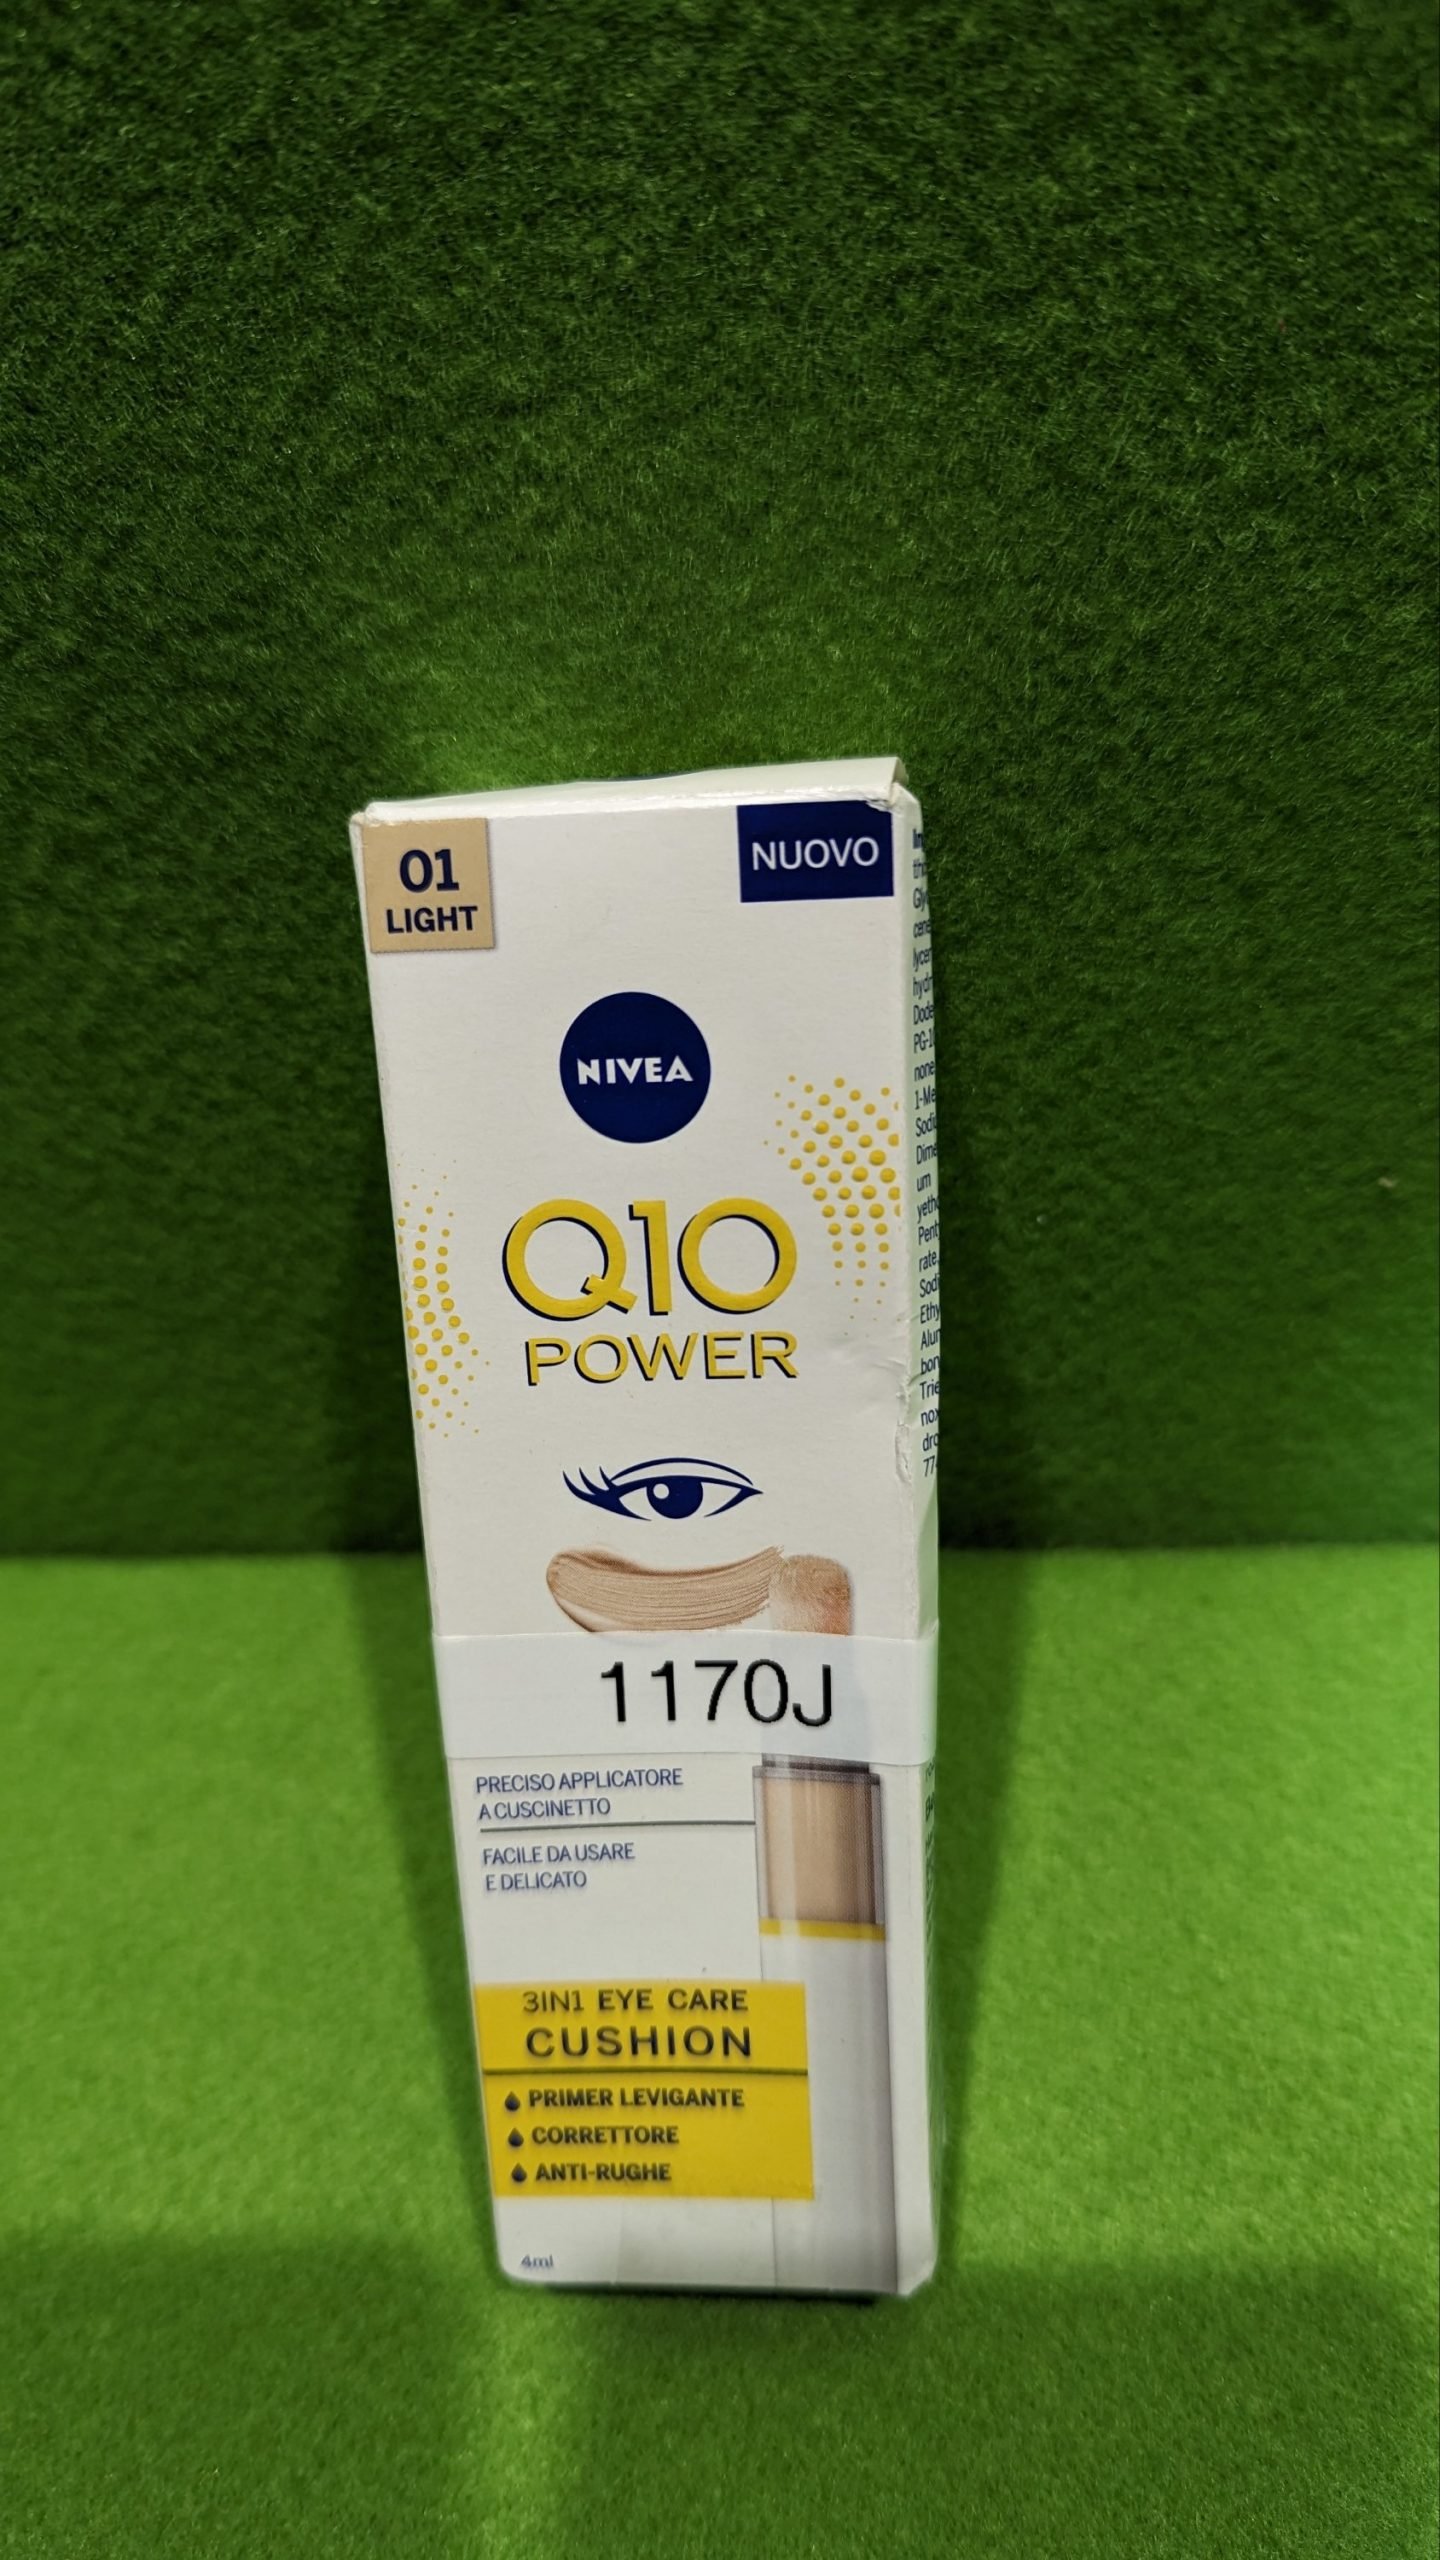 01
LIGHT
NUOVO
NIVEA
Q10
POWER
1170J
PRECISO APPLICATORE
A CUSCINETTO
FACILE DA USARE
E DELICATO
3IN1 EYE CARE
CUSHION
PRIMER LEVIGANTE
CORRETTORE
ANTI-RUGHE
4ml